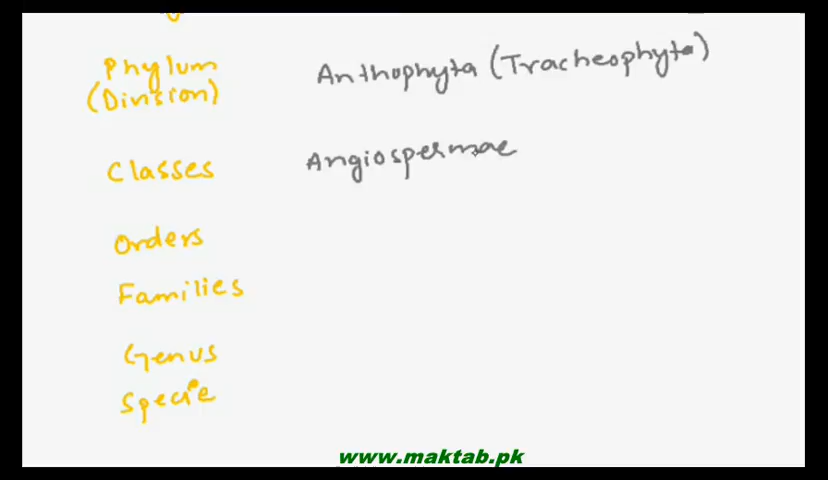 Phylum Anthophyta (Tracheophyta)
(Division)
Classes Angiospermae
Orders
Families
Genus
Specie
www.maktab.pk